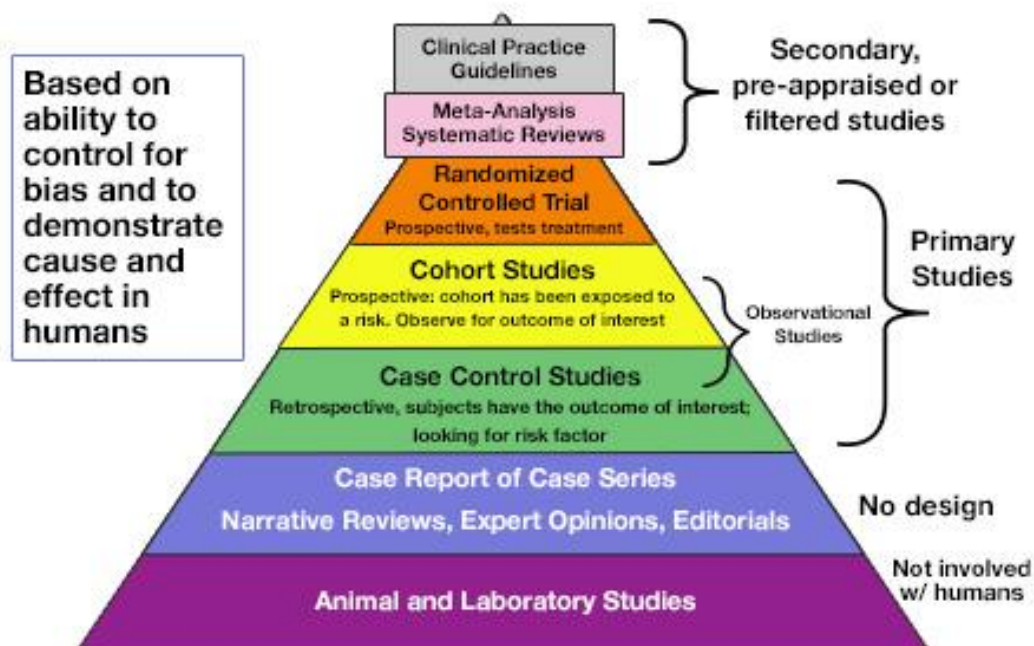 Based on
ability to
control for
bias and to
demonstrate
cause and
effect in
humans
Clinical Practice
Guidelines
Meta-Analysis
Systematic Reviews
Secondary,
pre-appraised or
filtered studies
Randomized
Controlled Trial
Prospective, tests treatment
Cohort Studies
Prospective: cohort has been exposed to
a risk. Observe for outcome of interest
Observational
Studies
Primary
Studies
Case Control Studies
Retrospective, subjects have the outcome of interest;
looking for risk factor
Case Report of Case Series
Narrative Reviews, Expert Opinions, Editorials
No design
Animal and Laboratory Studies
Not involved
w/ humans